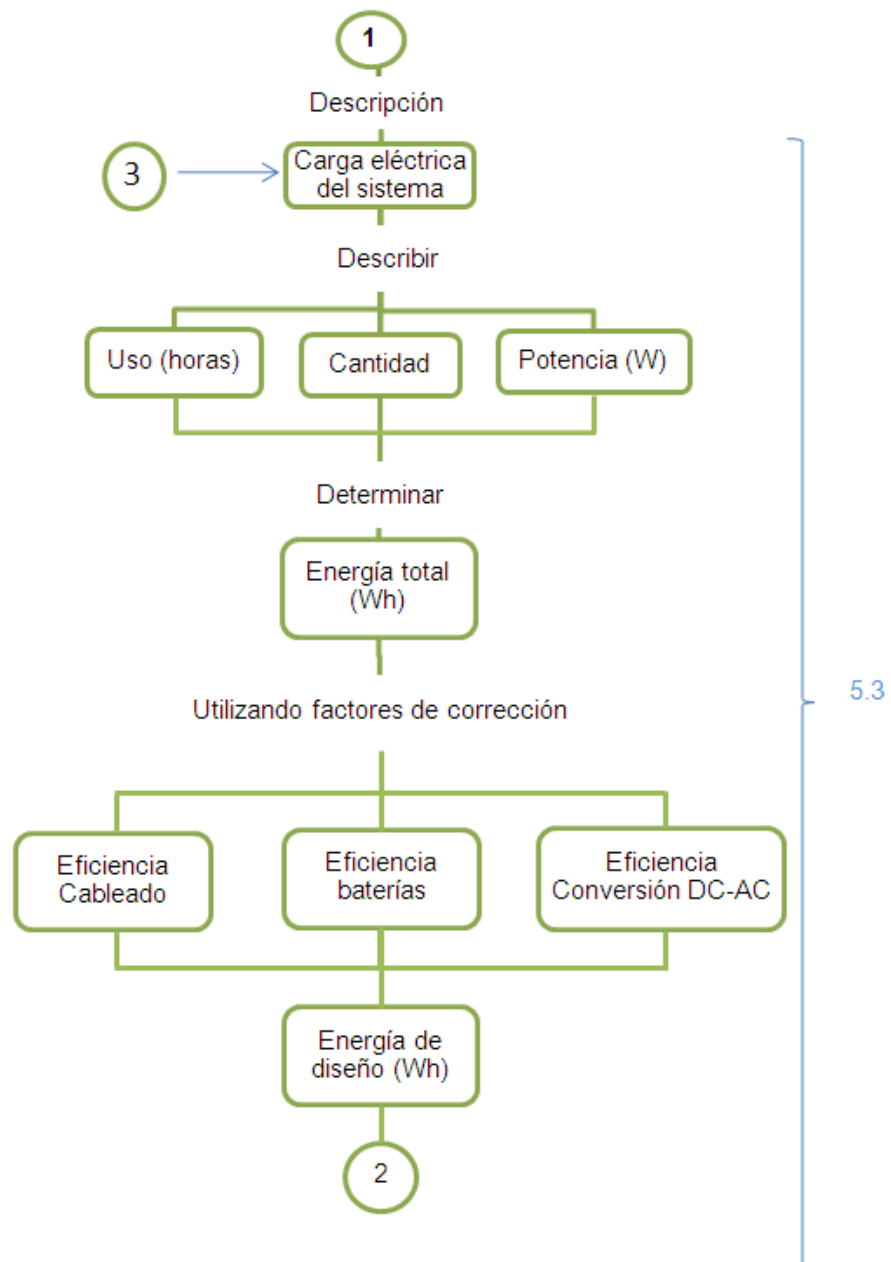 1
Descripción
3
Carga eléctrica
del sistema
Describir
Uso (horas)
Cantidad
Potencia (W)
Determinar
Energía total
(Wh)
5.3
Utilizando factores de corrección
Eficiencia
Cableado
Eficiencia
baterías
Eficiencia
Conversión DC-AC
Energía de
diseño (Wh)
2